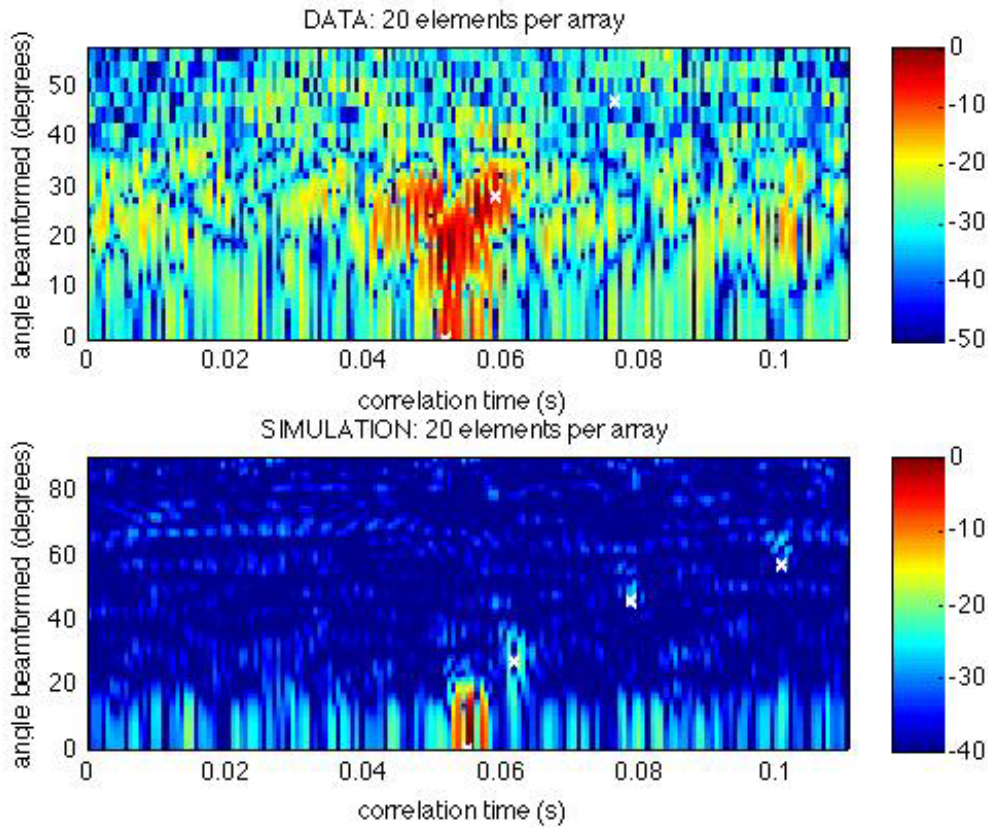 DATA: 20 elements per array
angle beamformed (degrees)
50
40
30
20
10
0
0 0.02 0.04 0.06 0.08 0.1
correlation time (s)
0
-10
-20
-30
-40
-50
SIMULATION: 20 elements per array
angle beamformed (degrees)
80
60
40
20
0
0 0.02 0.04 0.06 0.08 0.1
correlation time (s)
0
-10
-20
-30
-40